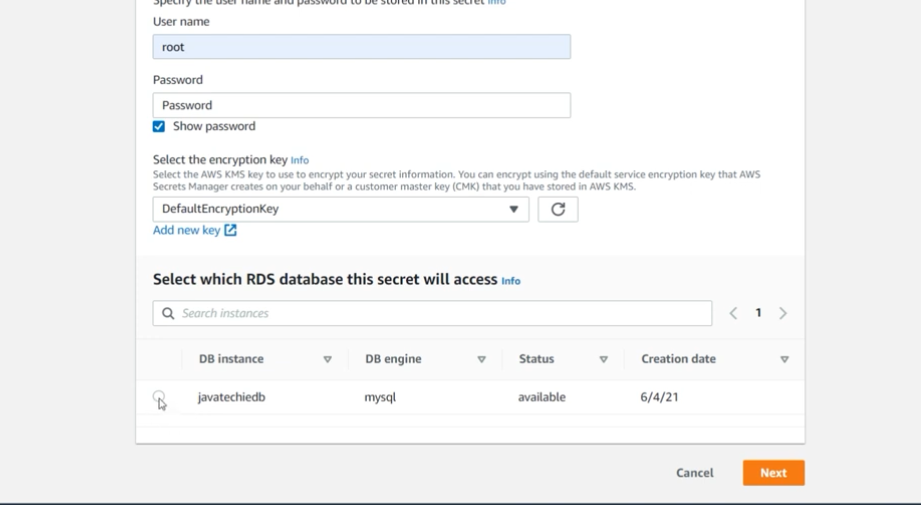 Specify the user name and password to be stored in this secret Info
User name
root
Password
Password
Show password
Select the encryption key Info
Select the AWS KMS key to use to encrypt your secret information. You can encrypt using the default service encryption key that AWS
Secrets Manager creates on your behalf or a customer master key (CMK) that you have stored in AWS KMS.
DefaultEncryptionKey
Add new key
Select which RDS database this secret will access Info
Search instances
1
DB instance DB engine Status Creation date
javatechiedb mysql available 6/4/21
Cancel Next